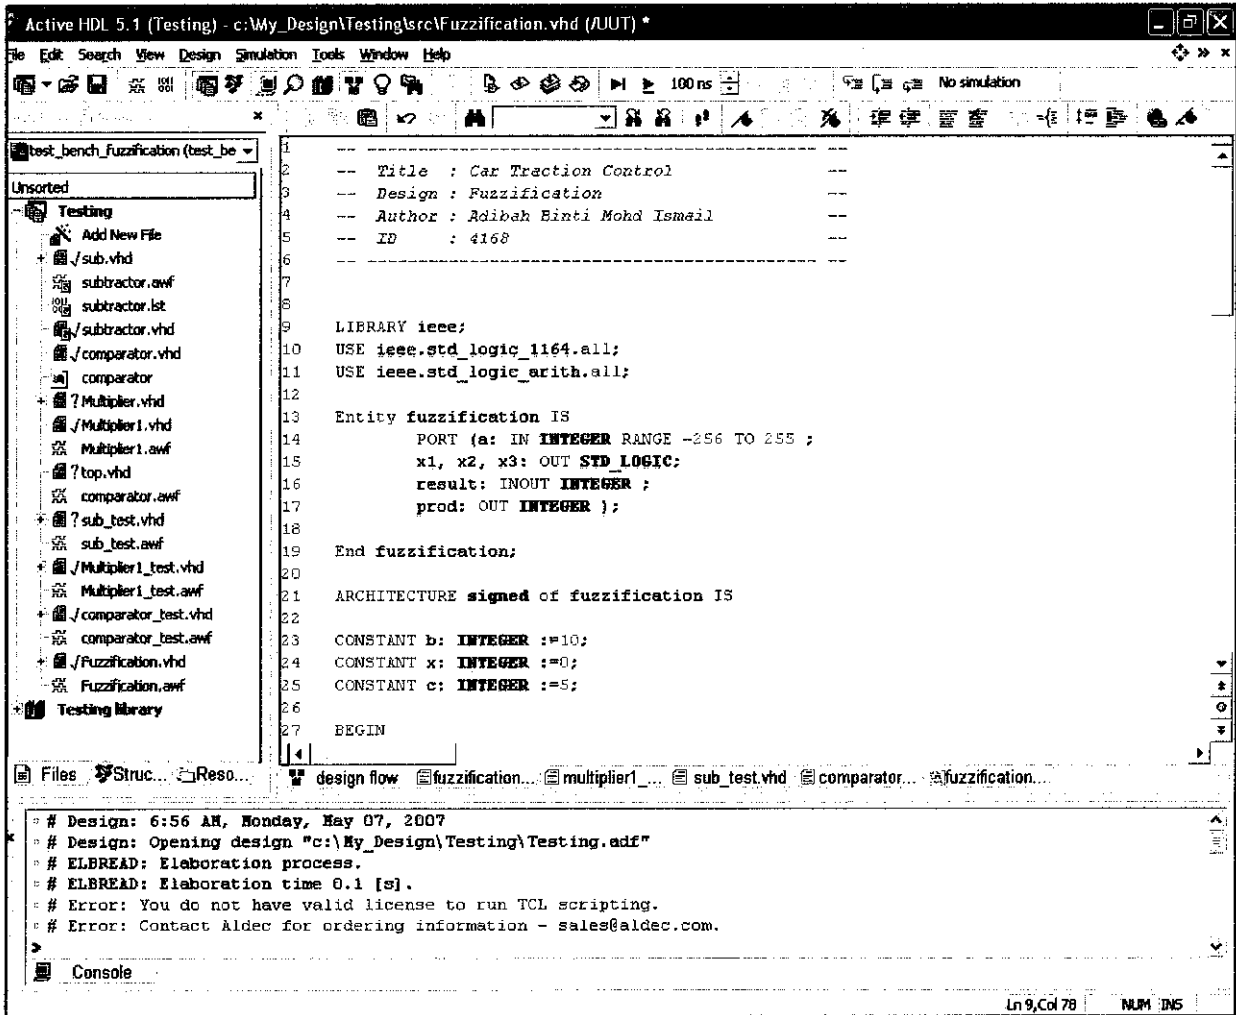 Active HDL 5.1 (Testing) - c:\My_Design\Testing\src\Fuzzification.vhd (/UUT) *
File Edit Search View Design Simulation Tools Window Help
100 ns No simulation
test_bench_Fuzzification (test_be
Unsorted
Testing
Add New File
+ √sub.vhd
subtractor.awf
subtractor.lst
√subtractor.vhd
√comparator.vhd
comparator
+ ? Multiplier.vhd
√Multiplier1.vhd
Multiplier1.awf
? top.vhd
comparator.awf
+ ? sub_test.vhd
sub_test.awf
+ √Multiplier1_test.vhd
Multiplier1_test.awf
+ √comparator_test.vhd
comparator_test.awf
+ √Fuzzification.vhd
Fuzzification.awf
+ Testing library
Files Struc... Reso...
1 -- ---------------------------------------------- --
2 -- Title : Car Traction Control --
3 -- Design : Fuzzification --
4 -- Author : Adibah Binti Mohd Ismail --
5 -- ID : 4168 --
6 -- ---------------------------------------------- --
7
8
9 LIBRARY ieee;
10 USE ieee.std_logic_1164.all;
11 USE ieee.std_logic_arith.all;
12
13 Entity fuzzification IS
14 PORT (a: IN INTEGER RANGE -256 TO 255 ;
15 x1, x2, x3: OUT STD_LOGIC;
16 result: INOUT INTEGER ;
17 prod: OUT INTEGER );
18
19 End fuzzification;
20
21 ARCHITECTURE signed of fuzzification IS
22
23 CONSTANT b: INTEGER :=10;
24 CONSTANT x: INTEGER :=0;
25 CONSTANT c: INTEGER :=5;
26
27 BEGIN
design flow fuzzification... multiplier1_... sub_test.vhd comparator... fuzzification...
# Design: 6:56 AM, Monday, May 07, 2007
# Design: Opening design "c:\My_Design\Testing\Testing.adf"
# ELBREAD: Elaboration process.
# ELBREAD: Elaboration time 0.1 [s].
# Error: You do not have valid license to run TCL scripting.
# Error: Contact Aldec for ordering information - sales@aldec.com.
>
Console
Ln 9,Col 78 NUM INS